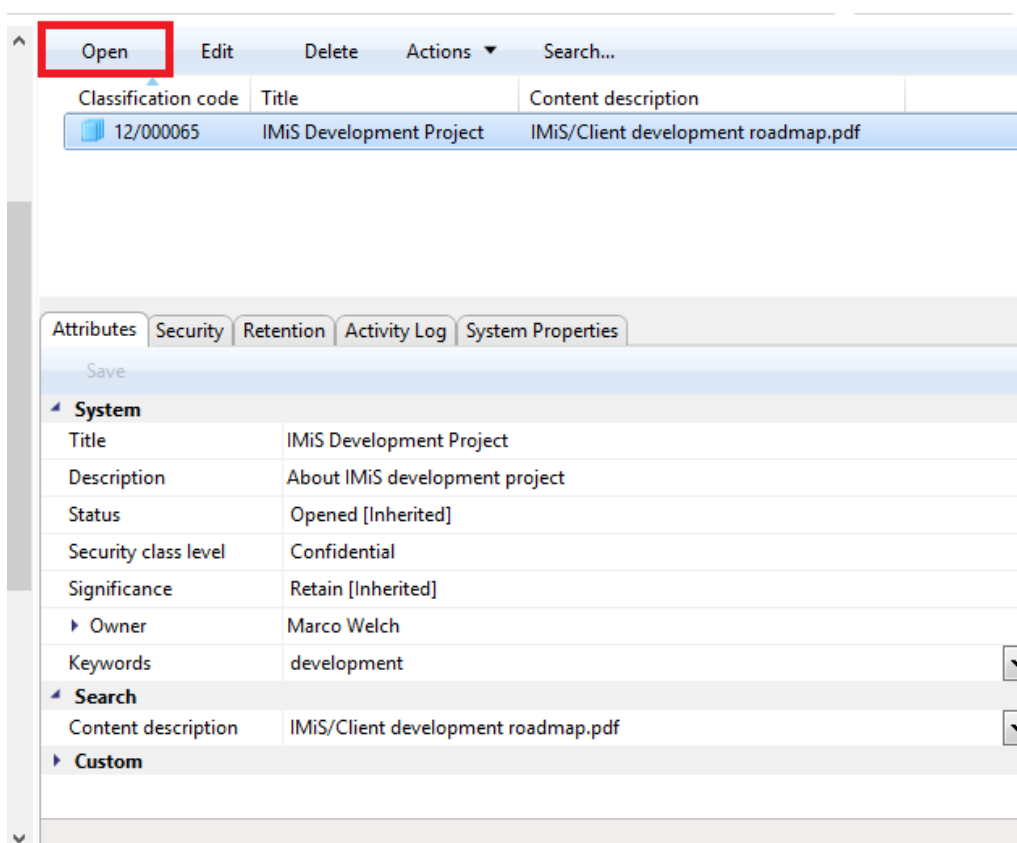 Open Edit Delete Actions Search...
Classification code Title Content description
12/000065 IMiS Development Project IMiS/Client development roadmap.pdf
Attributes Security Retention Activity Log System Properties
Save
System
Title IMiS Development Project
Description About IMiS development project
Status Opened [Inherited]
Security class level Confidential
Significance Retain [Inherited]
Owner Marco Welch
Keywords development
Search
Content description IMiS/Client development roadmap.pdf
Custom